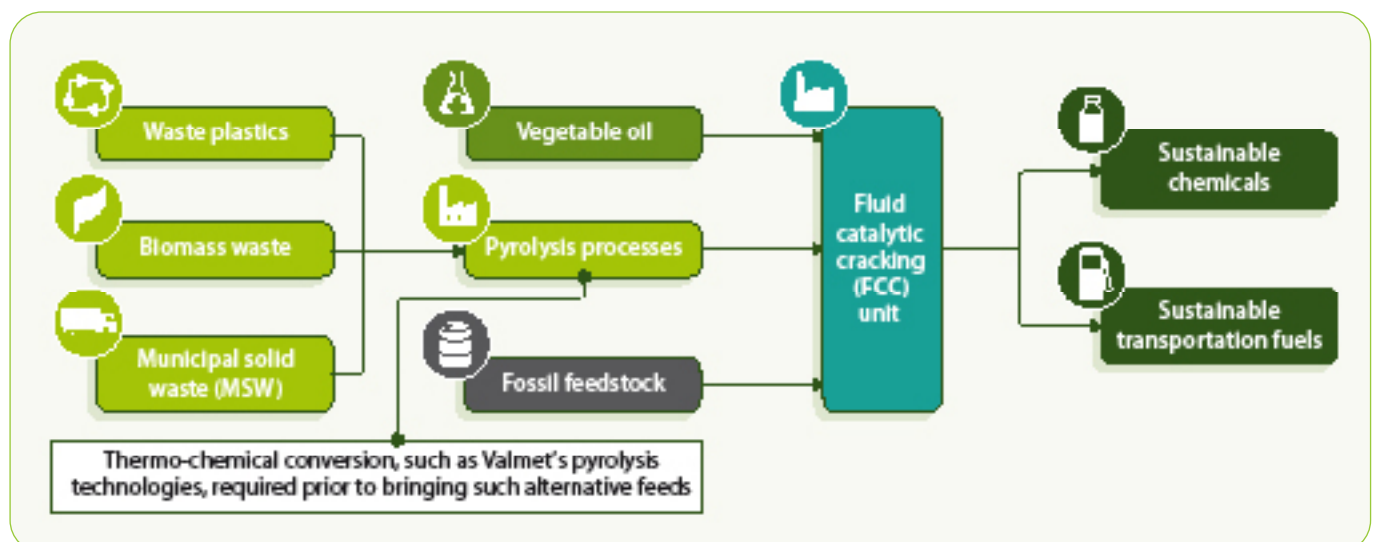 Waste plastics
Vegetable oil
Sustainable
chemicals
Biomass waste
Pyrolysis processes
Fluid
catalytic
cracking
(FCC)
unit
Municipal solid
waste (MSW)
Fossil feedstock
Sustainable
transportation fuels
Thermo-chemical conversion, such as Valmet's pyrolysis
technologies, required prior to bringing such alternative feeds